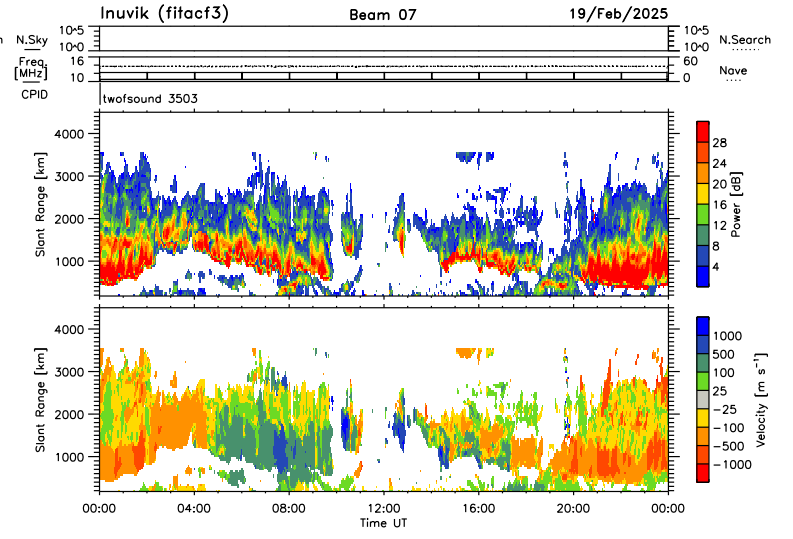 Inuvik (fitacf3) Beam 07 19/Feb/2025
10^5 10^5
n N.Sky N.Search
10^0 10^0
Freq. 16 60
[MHz] Nave
10 0
CPID
twofsound 3503
4000
3000
2000
1000
Slant Range [km]
28
24
20
16
12
8
4
Power [dB]
4000
3000
2000
1000
Slant Range [km]
1000
500
100
25
-25
-100
-500
-1000
Velocity [m s⁻¹]
00:00 04:00 08:00 12:00 16:00 20:00 00:00
Time UT